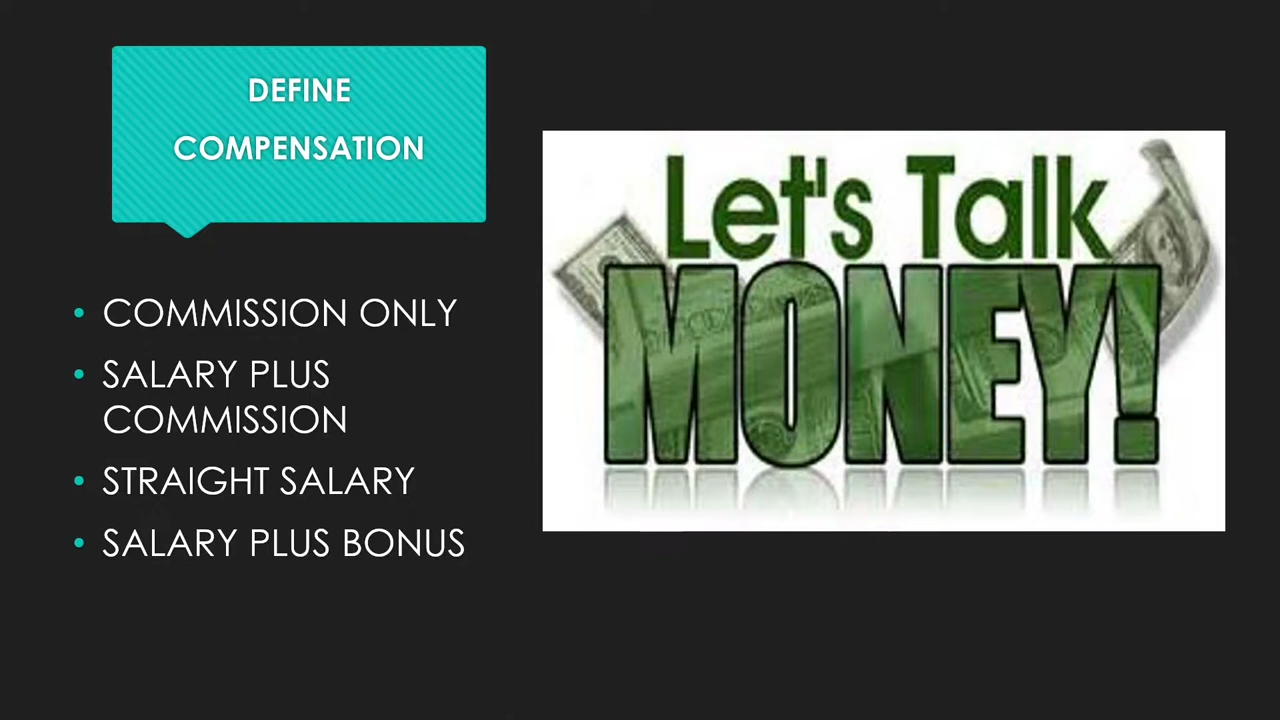 DEFINE
COMPENSATION
• COMMISSION ONLY
• SALARY PLUS
COMMISSION
• STRAIGHT SALARY
• SALARY PLUS BONUS
Let's Talk
MONEY!